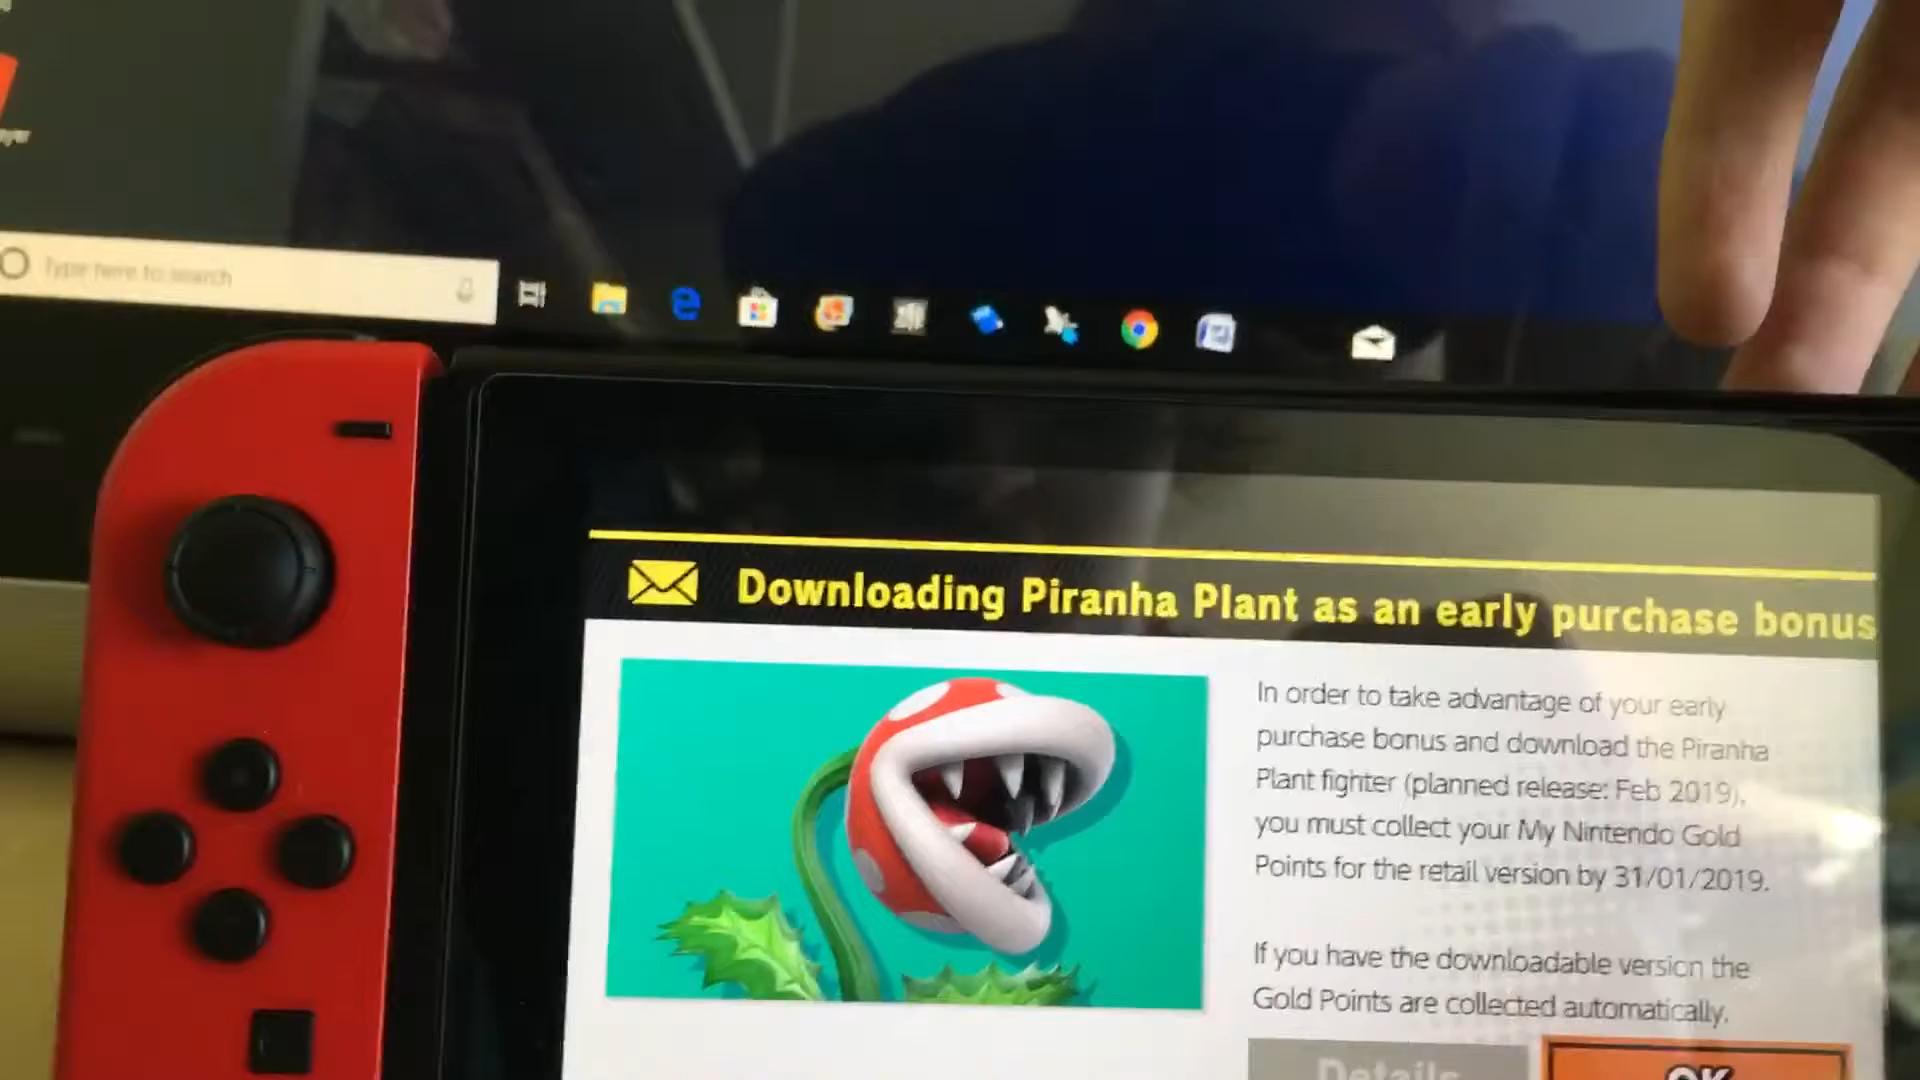 Type here to search
Downloading Piranha Plant as an early purchase bonus
In order to take advantage of your early
purchase bonus and download the Piranha
Plant fighter (planned release: Feb 2019),
you must collect your My Nintendo Gold
Points for the retail version by 31/01/2019.
If you have the downloadable version the
Gold Points are collected automatically.
Details
OK